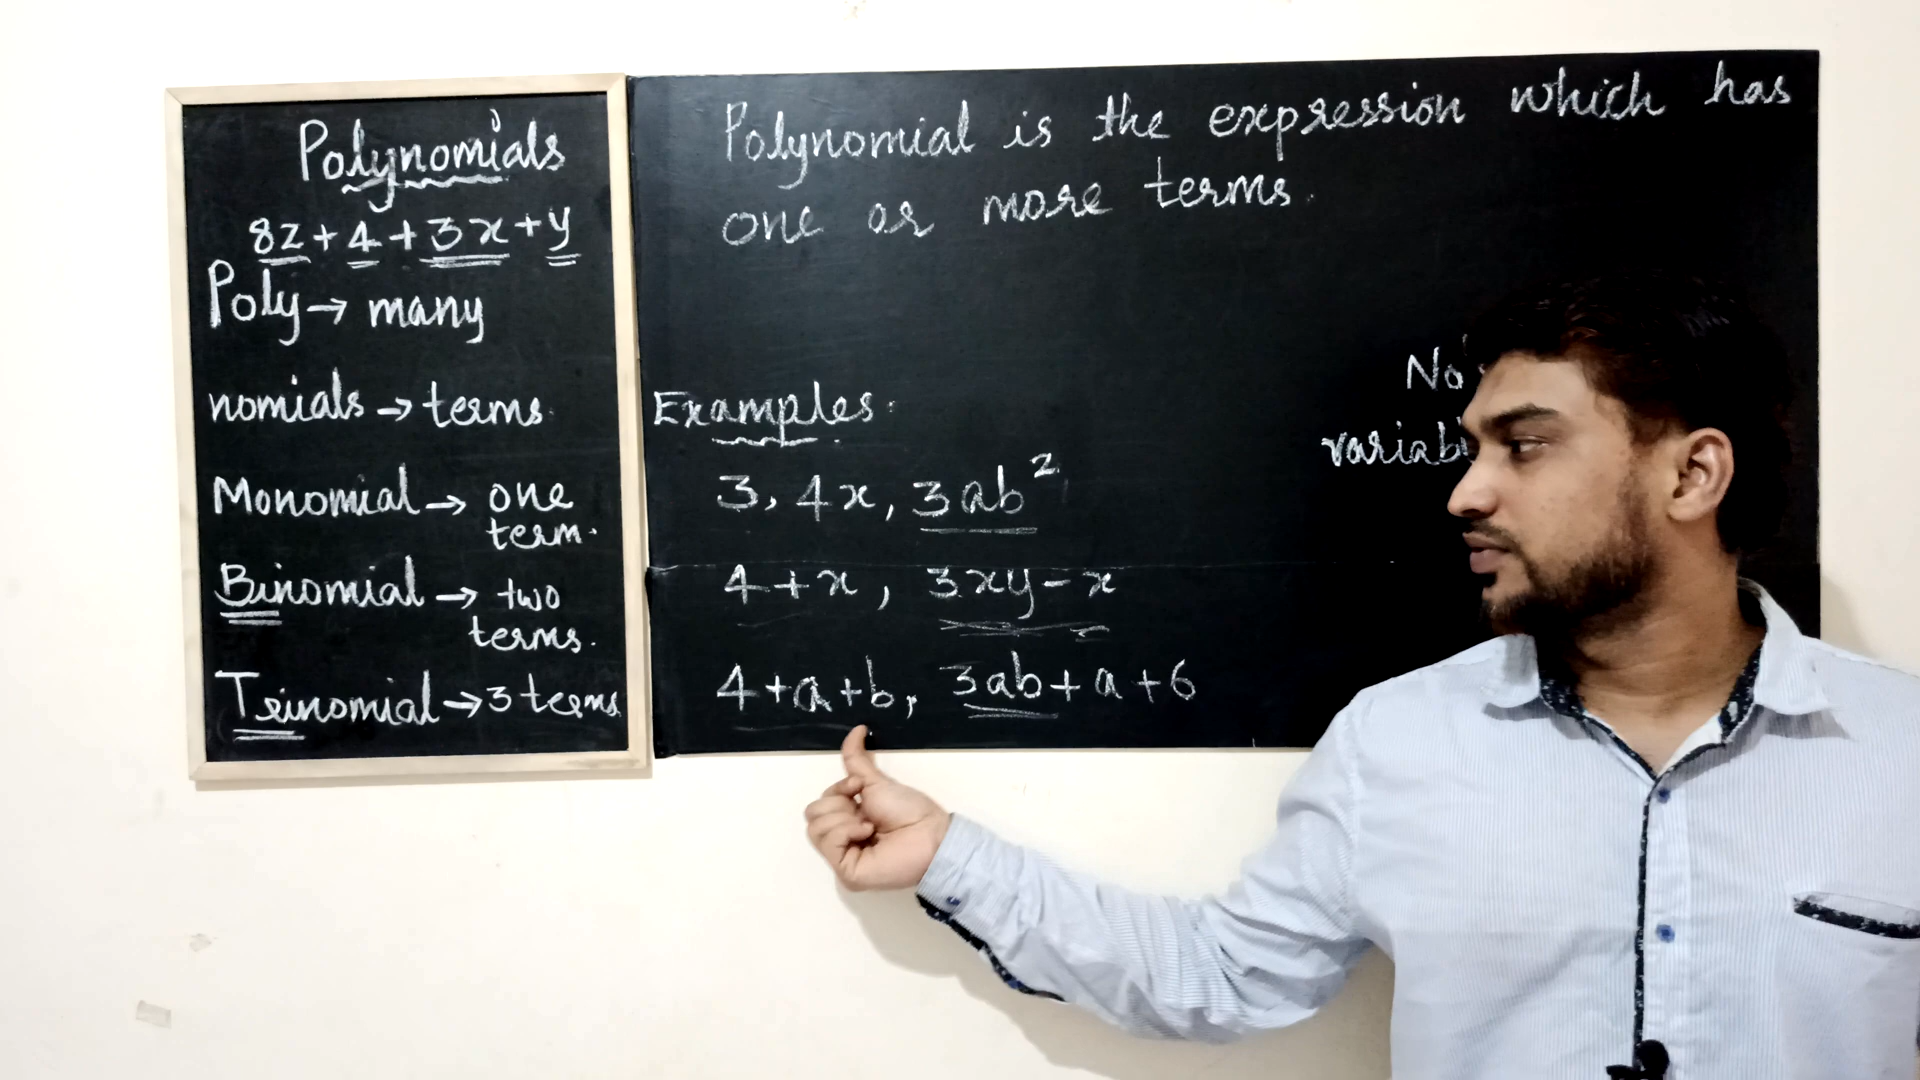 Polynomials
8z + 4 + 3x + y
Poly → many
nomials → terms.
Monomial → one
term.
Binomial → two
terms.
Trinomial → 3 terms
Polynomial is the expression which has
one or more terms.
Examples:
3, 4x, 3ab²,
4 + x, 3xy - x
4 + a + b, 3ab + a + 6